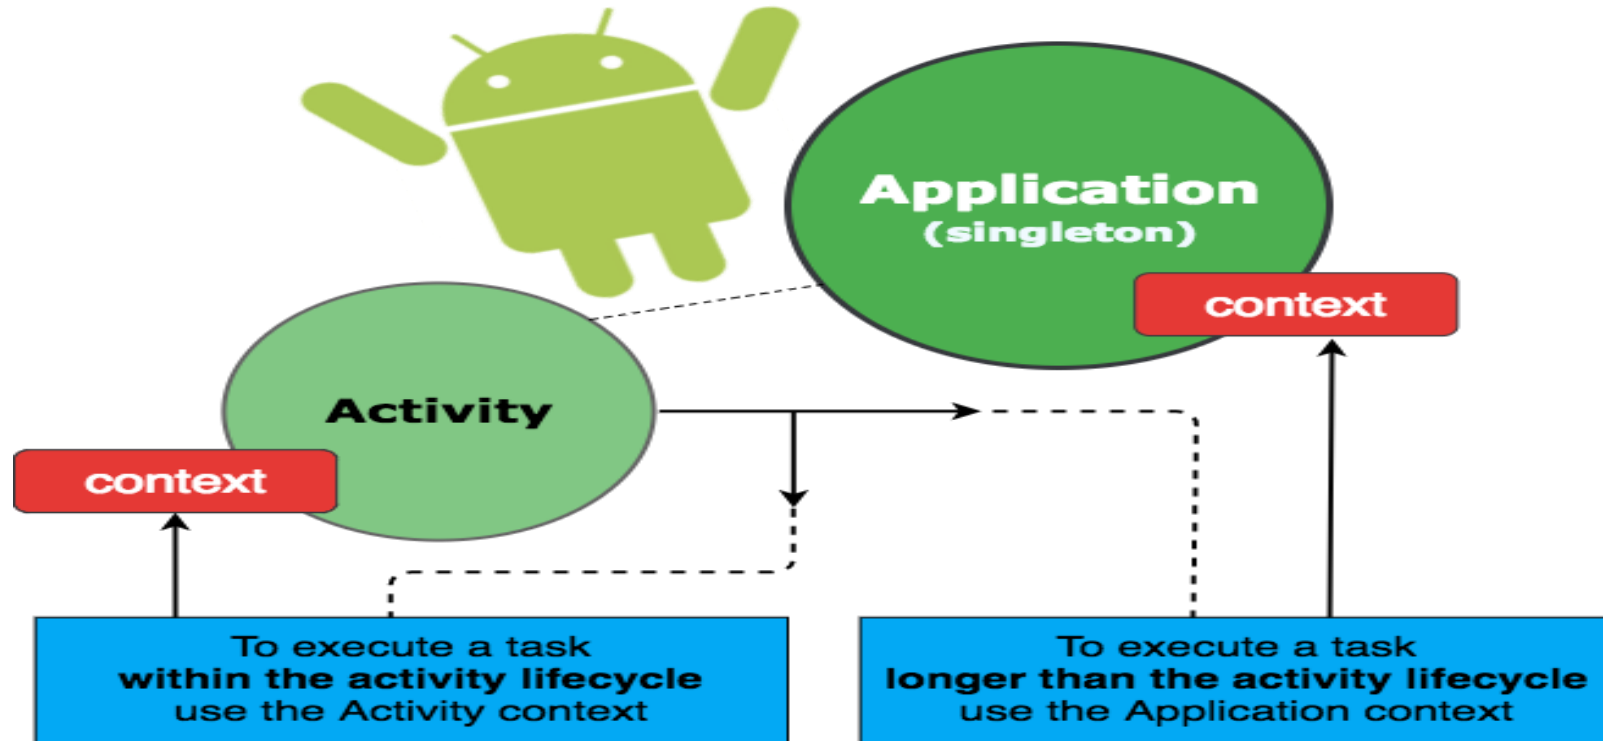 Application
(singleton)
context
Activity
context
To execute a task
within the activity lifecycle
use the Activity context
To execute a task
longer than the activity lifecycle
use the Application context